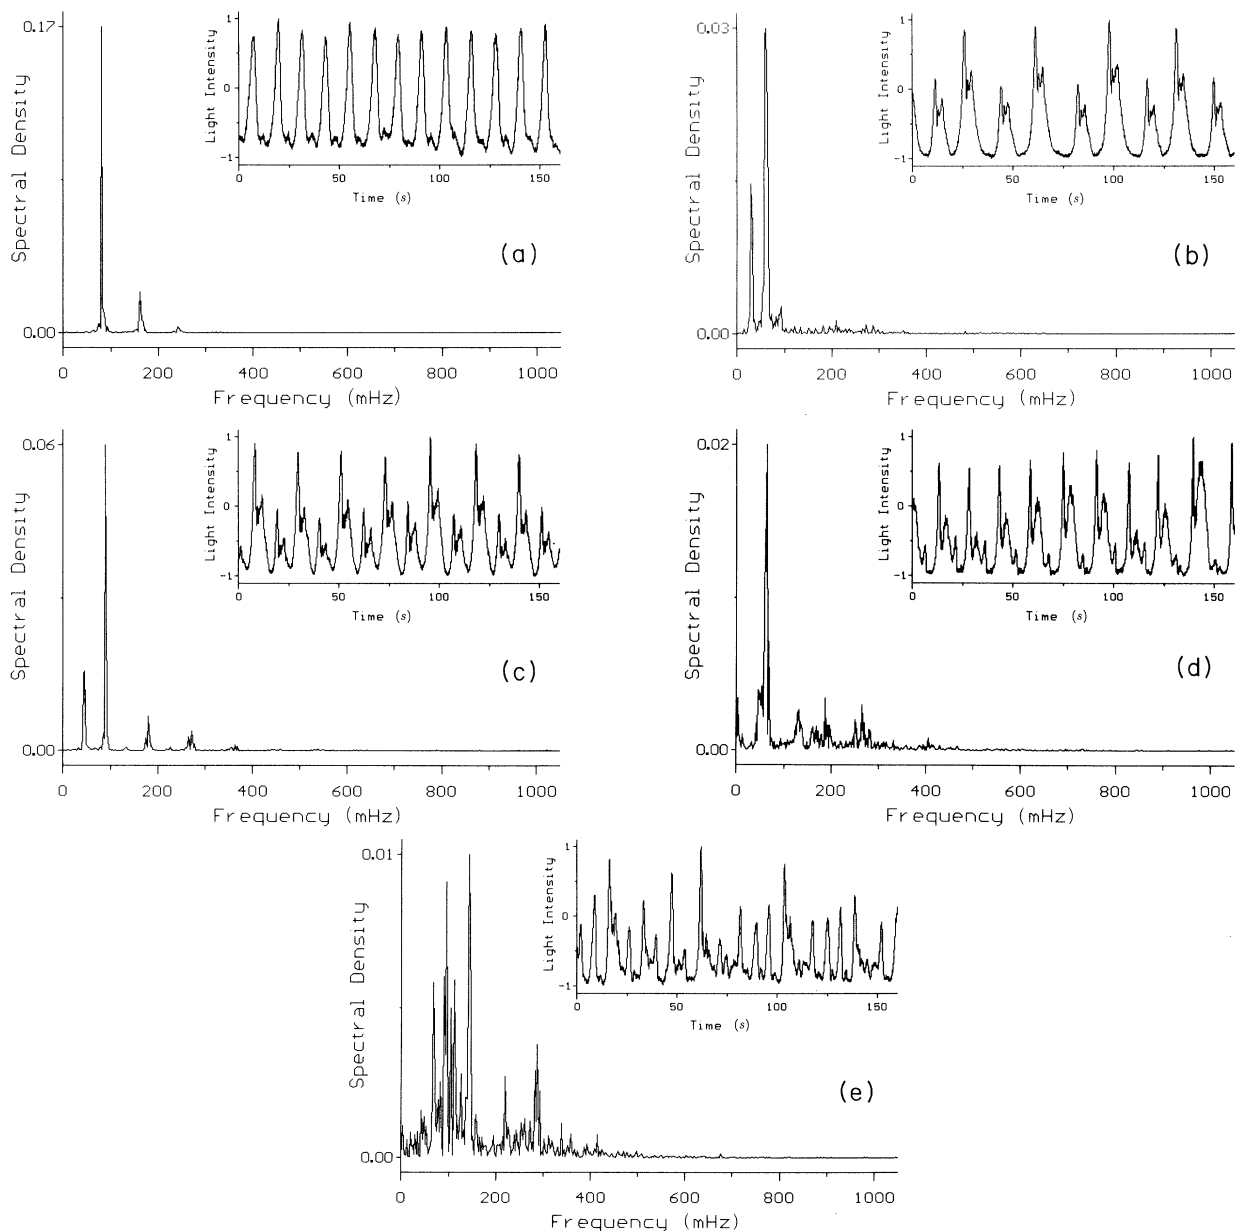 0.17
0.00
Spectral Density
0 200 400 600 800 1000
Frequency (mHz)
1
0
-1
Light Intensity
0 50 100 150
Time (s)
(a)
0.03
0.00
Spectral Density
0 200 400 600 800 1000
Frequency (mHz)
1
0
-1
Light Intensity
0 50 100 150
Time (s)
(b)
0.06
0.00
Spectral Density
0 200 400 600 800 1000
Frequency (mHz)
1
0
-1
Light Intensity
0 50 100 150
Time (s)
(c)
0.02
0.00
Spectral Density
0 200 400 600 800 1000
Frequency (mHz)
1
0
-1
Light Intensity
0 50 100 150
Time (s)
(d)
0.01
0.00
Spectral Density
0 200 400 600 800 1000
Frequency (mHz)
1
0
-1
Light Intensity
0 50 100 150
Time (s)
(e)